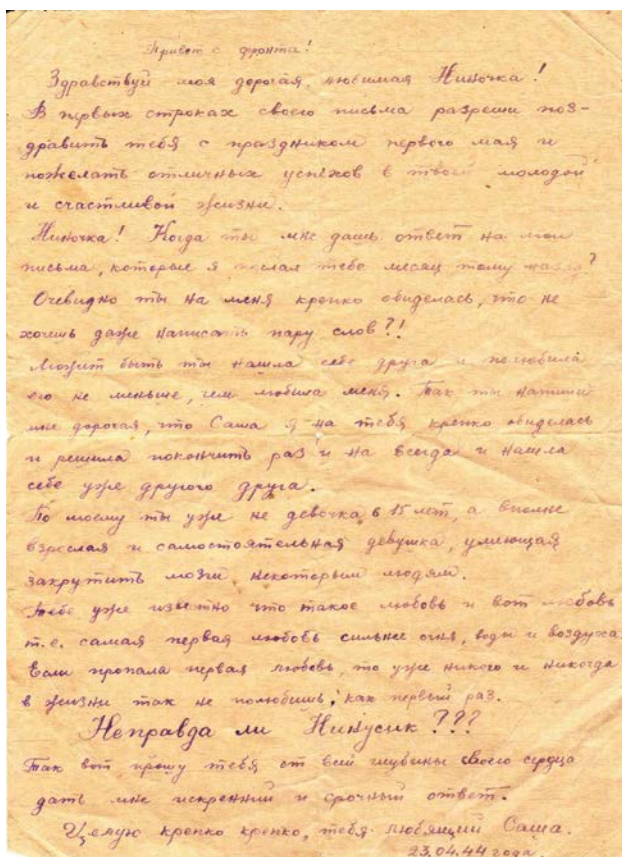 Привет с фронта!
Здравствуй моя дорогая, любимая Ниночка!
В первых строках своего письма разреши поз-
дравить тебя с праздником первого мая и
пожелать отличных успехов в твоей молодой
и счастливой жизни.
Ниночка! Когда ты мне дашь ответ на мои
письма, которые я послал тебе месяц тому назад?
Очевидно ты на меня крепко обиделась, что не
хочешь даже написать пару слов?!
Может быть ты нашла себе друга и полюбила
его не меньше, чем любила меня. Так ты напиши
мне дорогая, что Саша я на тебя крепко обиделась
и решила покончить раз и на всегда и нашла
себе уже другого друга.
По моему ты уже не девочка в 15 лет, а вполне
взрослая и самостоятельная девушка, умеющая
закрутить мозги некоторым людям.
Тебе уже известно что такое любовь и вот любовь
т.е. самая первая любовь сильнее огня, воды и воздуха.
Если пропала первая любовь, то уже никого и никогда
в жизни так не полюбишь, как первый раз.
Неправда ли Нинусик???
Так вот прошу тебя от всей глубины своего сердца
дать мне искренний и срочный ответ.
Целую крепко крепко, тебя любящий Саша.
23.04.44 года.